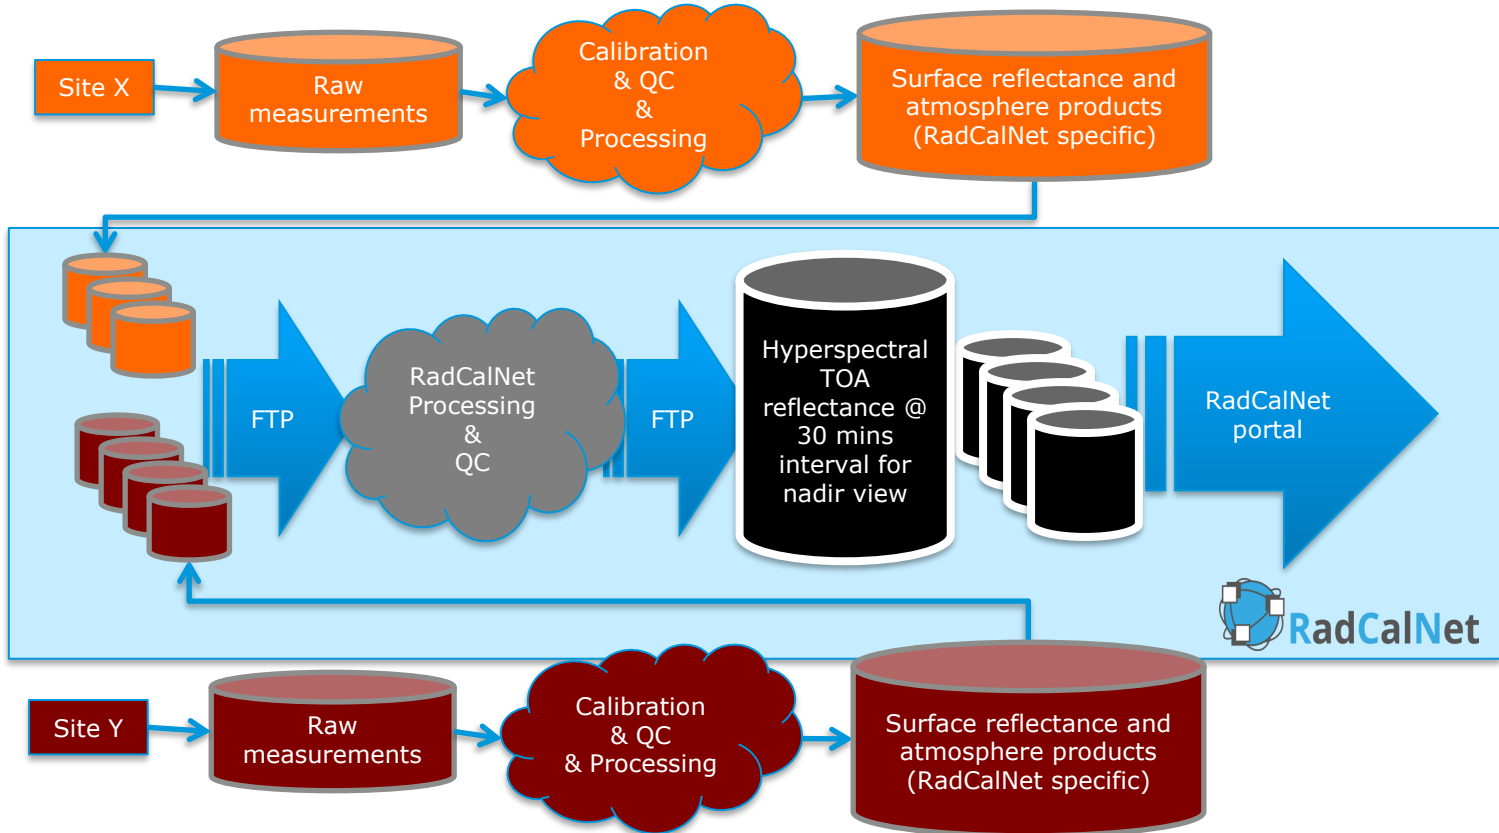 Site X
Raw
measurements
Calibration
& QC
&
Processing
Surface reflectance and
atmosphere products
(RadCalNet specific)
FTP
RadCalNet
Processing
&
QC
FTP
Hyperspectral
TOA
reflectance @
30 mins
interval for
nadir view
RadCalNet
portal
RadCalNet
Site Y
Raw
measurements
Calibration
& QC
& Processing
Surface reflectance and
atmosphere products
(RadCalNet specific)